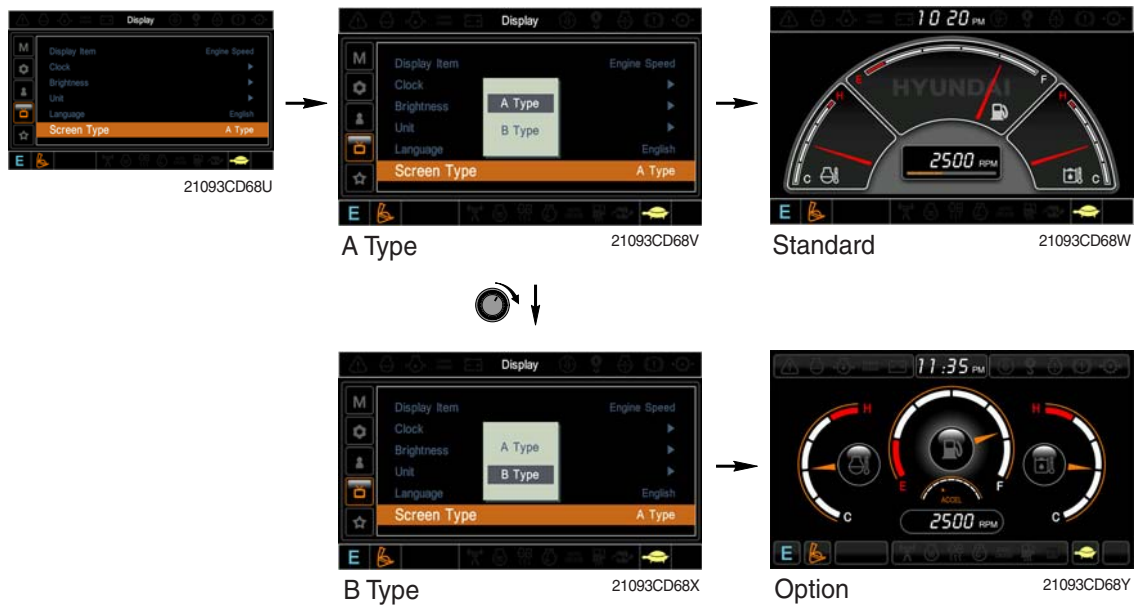 Display
M
Display Item Engine Speed
Clock
Brightness
Unit
Language English
Screen Type A Type
E
21093CD68U
Display
M
Display Item Engine Speed
Clock
Brightness
Unit
Language English
Screen Type A Type
A Type
B Type
E
A Type 21093CD68V
10 20 PM
HYUNDAI
E F
H H
C C
2500 RPM
E
Standard 21093CD68W
Display
M
Display Item Engine Speed
Clock
Brightness
Unit
Language English
Screen Type A Type
A Type
B Type
E
B Type 21093CD68X
11:35 PM
H H
E F
ACCEL
C C
2500 RPM
E
Option 21093CD68Y